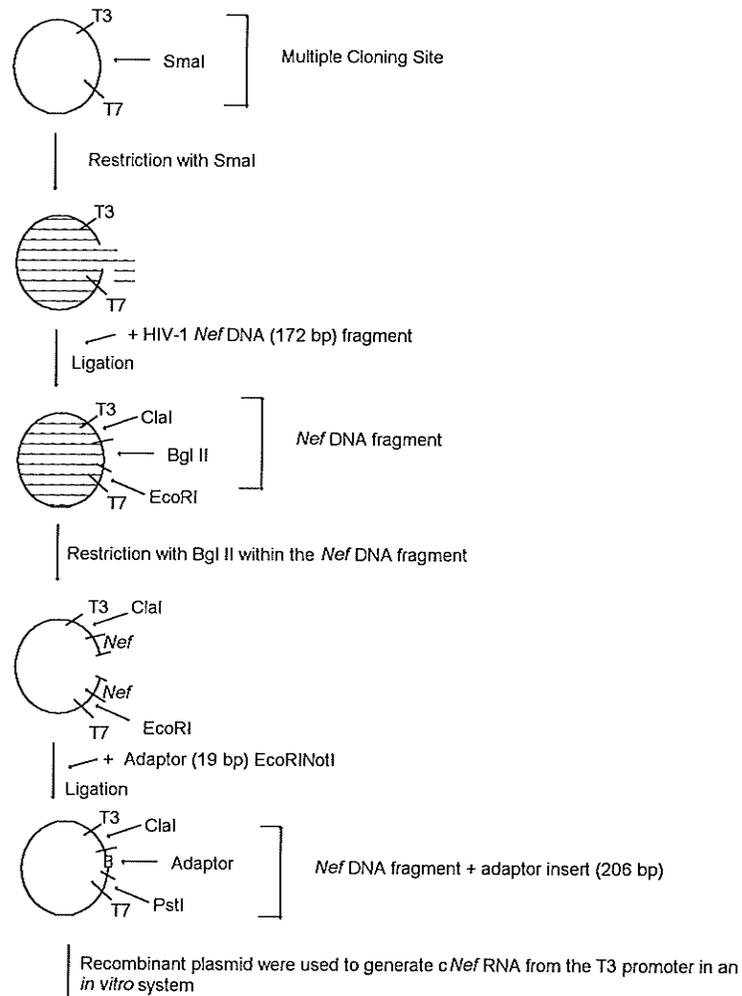 T3
SmaI
Multiple Cloning Site
T7
Restriction with SmaI
T3
T7
+ HIV-1 Nef DNA (172 bp) fragment
Ligation
T3
ClaI
Bgl II
Nef DNA fragment
EcoRI
T7
Restriction with Bgl II within the Nef DNA fragment
T3
ClaI
Nef
Nef
EcoRI
T7
+ Adaptor (19 bp) EcoRINotI
Ligation
T3
ClaI
B
Adaptor
Nef DNA fragment + adaptor insert (206 bp)
PstI
T7
Recombinant plasmid were used to generate cNef RNA from the T3 promoter in an
in vitro system